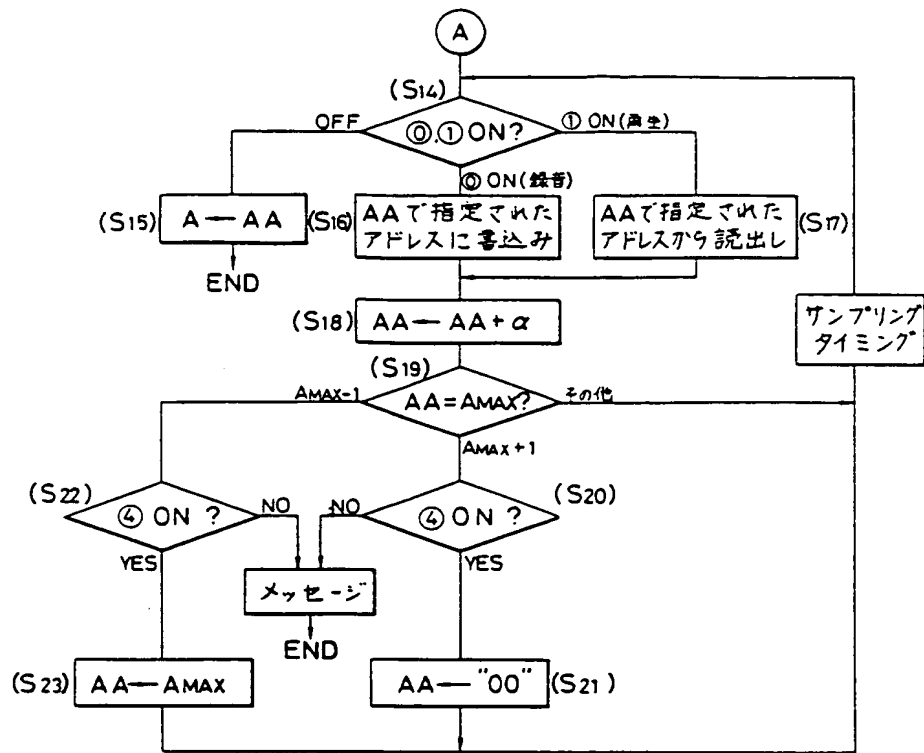 A
(S14)
⓪.① ON?
OFF
① ON(再生)
⓪ ON(録音)
(S15)
A ← AA
END
(S16)
AAで指定された
アドレスに書込み
AAで指定された
アドレスから読出し
(S17)
(S18)
AA ← AA + α
サンプリング
タイミング
(S19)
AA = AMAX?
AMAX-1
その他
AMAX+1
(S22)
④ ON ?
NO
YES
NO
④ ON ?
(S20)
YES
メッセージ
END
(S23)
AA ← AMAX
AA ← "00"
(S21)